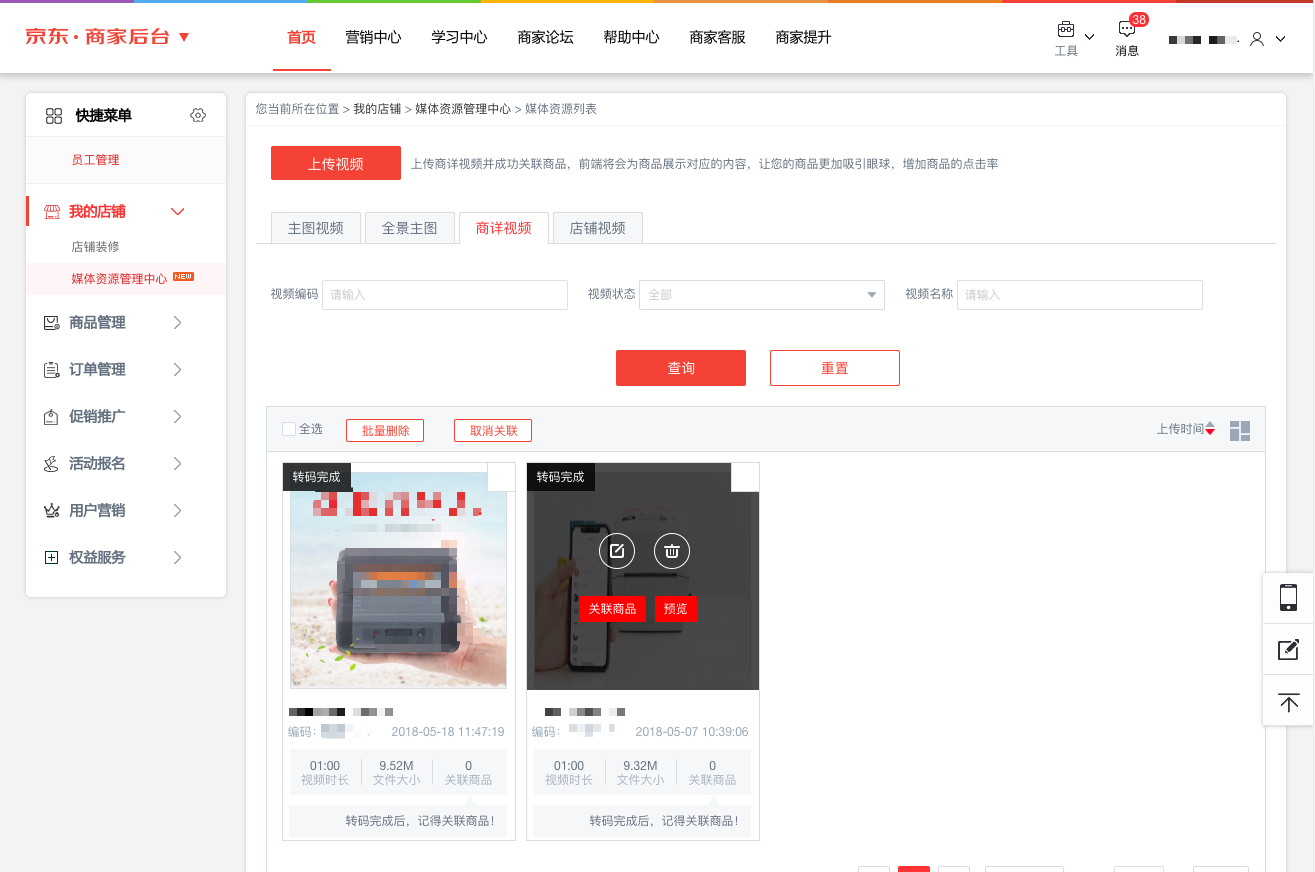 京东·商家后台
首页 营销中心 学习中心 商家论坛 帮助中心 商家客服 商家提升
工具
38
消息
快捷菜单
员工管理
我的店铺
店铺装修
媒体资源管理中心 NEW
商品管理
订单管理
促销推广
活动报名
用户营销
权益服务
您当前所在位置 > 我的店铺 > 媒体资源管理中心 > 媒体资源列表
上传视频 上传商详视频并成功关联商品，前端将会为商品展示对应的内容，让您的商品更加吸引眼球，增加商品的点击率
主图视频 全景主图 商详视频 店铺视频
视频编码 请输入 视频状态 全部 视频名称 请输入
查询 重置
全选 批量删除 取消关联 上传时间
转码完成
编码： 2018-05-18 11:47:19
01:00 9.52M 0
视频时长 文件大小 关联商品
转码完成后，记得关联商品！
转码完成
关联商品 预览
编码： 2018-05-07 10:39:06
01:00 9.32M 0
视频时长 文件大小 关联商品
转码完成后，记得关联商品！